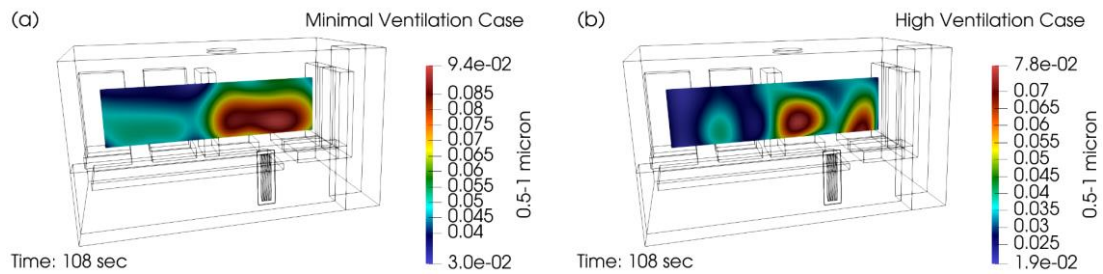 (a)
Minimal Ventilation Case
9.4e-02
0.085
0.08
0.075
0.07
0.065
0.06
0.055
0.05
0.045
0.04
3.0e-02
0.5-1 micron
Time: 108 sec
(b)
High Ventilation Case
7.8e-02
0.07
0.065
0.06
0.055
0.05
0.045
0.04
0.035
0.03
0.025
1.9e-02
0.5-1 micron
Time: 108 sec